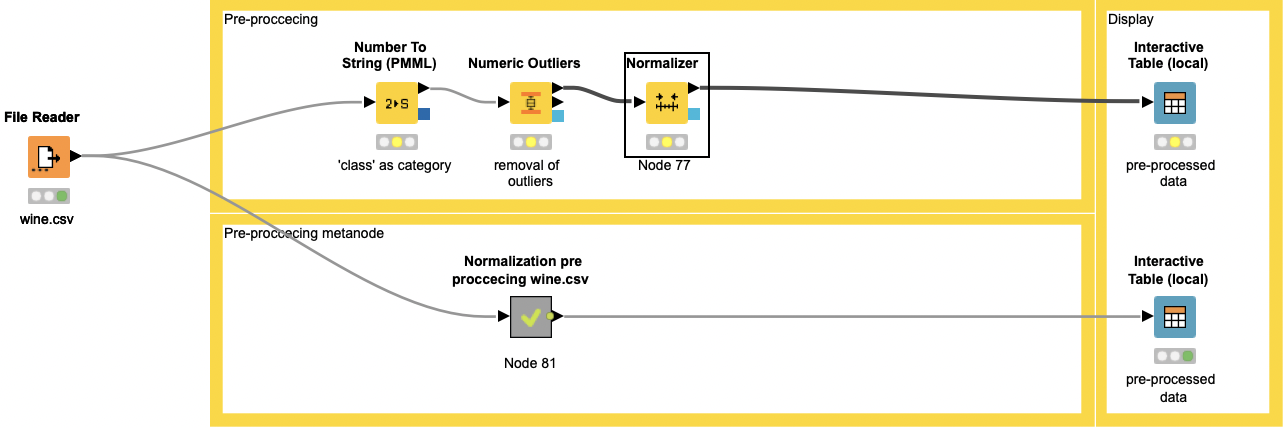 Pre-proccecing
Display
Number To
String (PMML)
Numeric Outliers
Normalizer
Interactive
Table (local)
File Reader
2 S
'class' as category
removal of
outliers
Node 77
pre-processed
data
wine.csv
Pre-proccecing metanode
Normalization pre
proccecing wine.csv
Interactive
Table (local)
Node 81
pre-processed
data